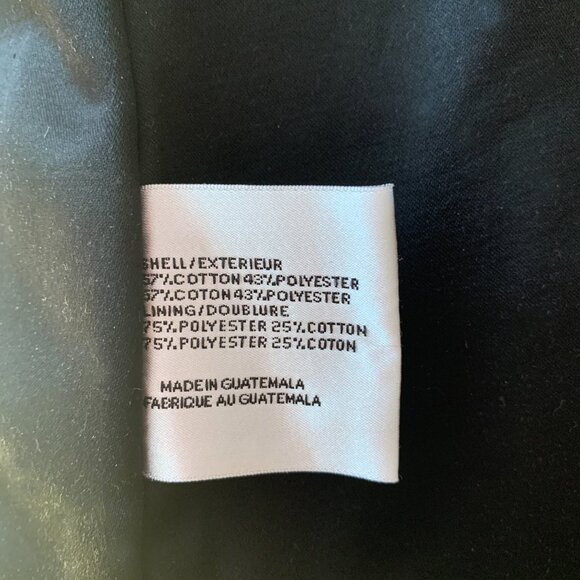 SHELL/EXTERIEUR
57% COTTON 43% POLYESTER
57% COTON 43% POLYESTER
LINING/DOUBLURE
75% POLYESTER 25% COTTON
75% POLYESTER 25% COTON
MADE IN GUATEMALA
FABRIQUE AU GUATEMALA